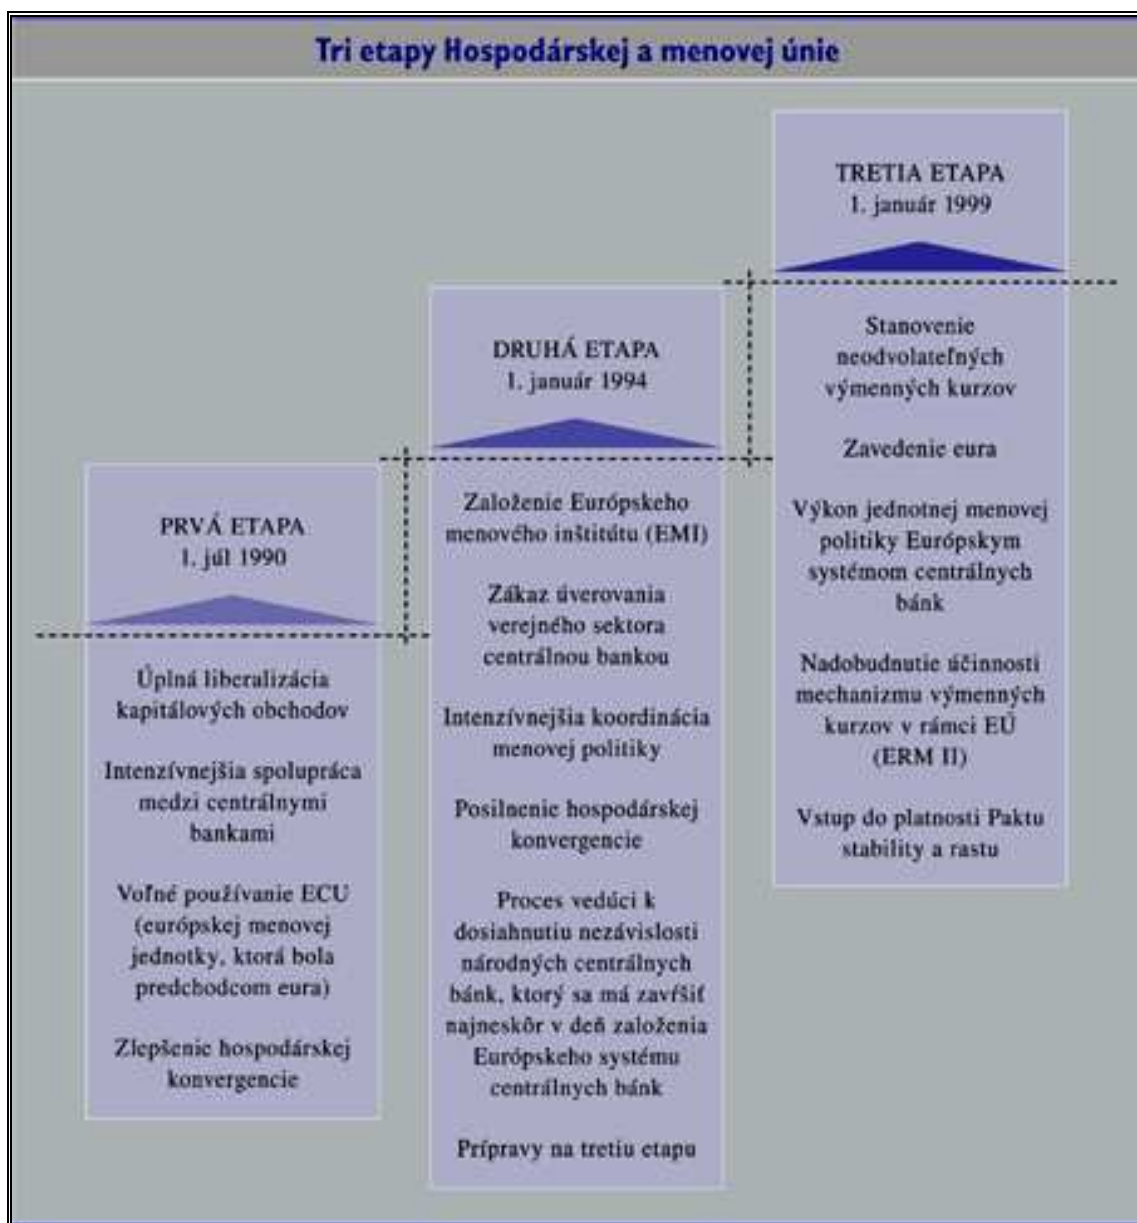 Tri etapy Hospodárskej a menovej únie
PRVÁ ETAPA
1. júl 1990
Úplná liberalizácia
kapitálových obchodov
Intenzívnejšia spolupráca
medzi centrálnymi
bankami
Voľné používanie ECU
(európskej menovej
jednotky, ktorá bola
predchodcom eura)
Zlepšenie hospodárskej
konvergencie
DRUHÁ ETAPA
1. január 1994
Založenie Európskeho
menového inštitútu (EMI)
Zákaz úverovania
verejného sektora
centrálnou bankou
Intenzívnejšia koordinácia
menovej politiky
Posilnenie hospodárskej
konvergencie
Proces vedúci k
dosiahnutiu nezávislosti
národných centrálnych
bánk, ktorý sa má zavŕšiť
najneskôr v deň založenia
Európskeho systému
centrálnych bánk
Prípravy na tretiu etapu
TRETIA ETAPA
1. január 1999
Stanovenie
neodvolateľných
výmenných kurzov
Zavedenie eura
Výkon jednotnej menovej
politiky Európskym
systémom centrálnych
bánk
Nadobudnutie účinnosti
mechanizmu výmenných
kurzov v rámci EÚ
(ERM II)
Vstup do platnosti Paktu
stability a rastu